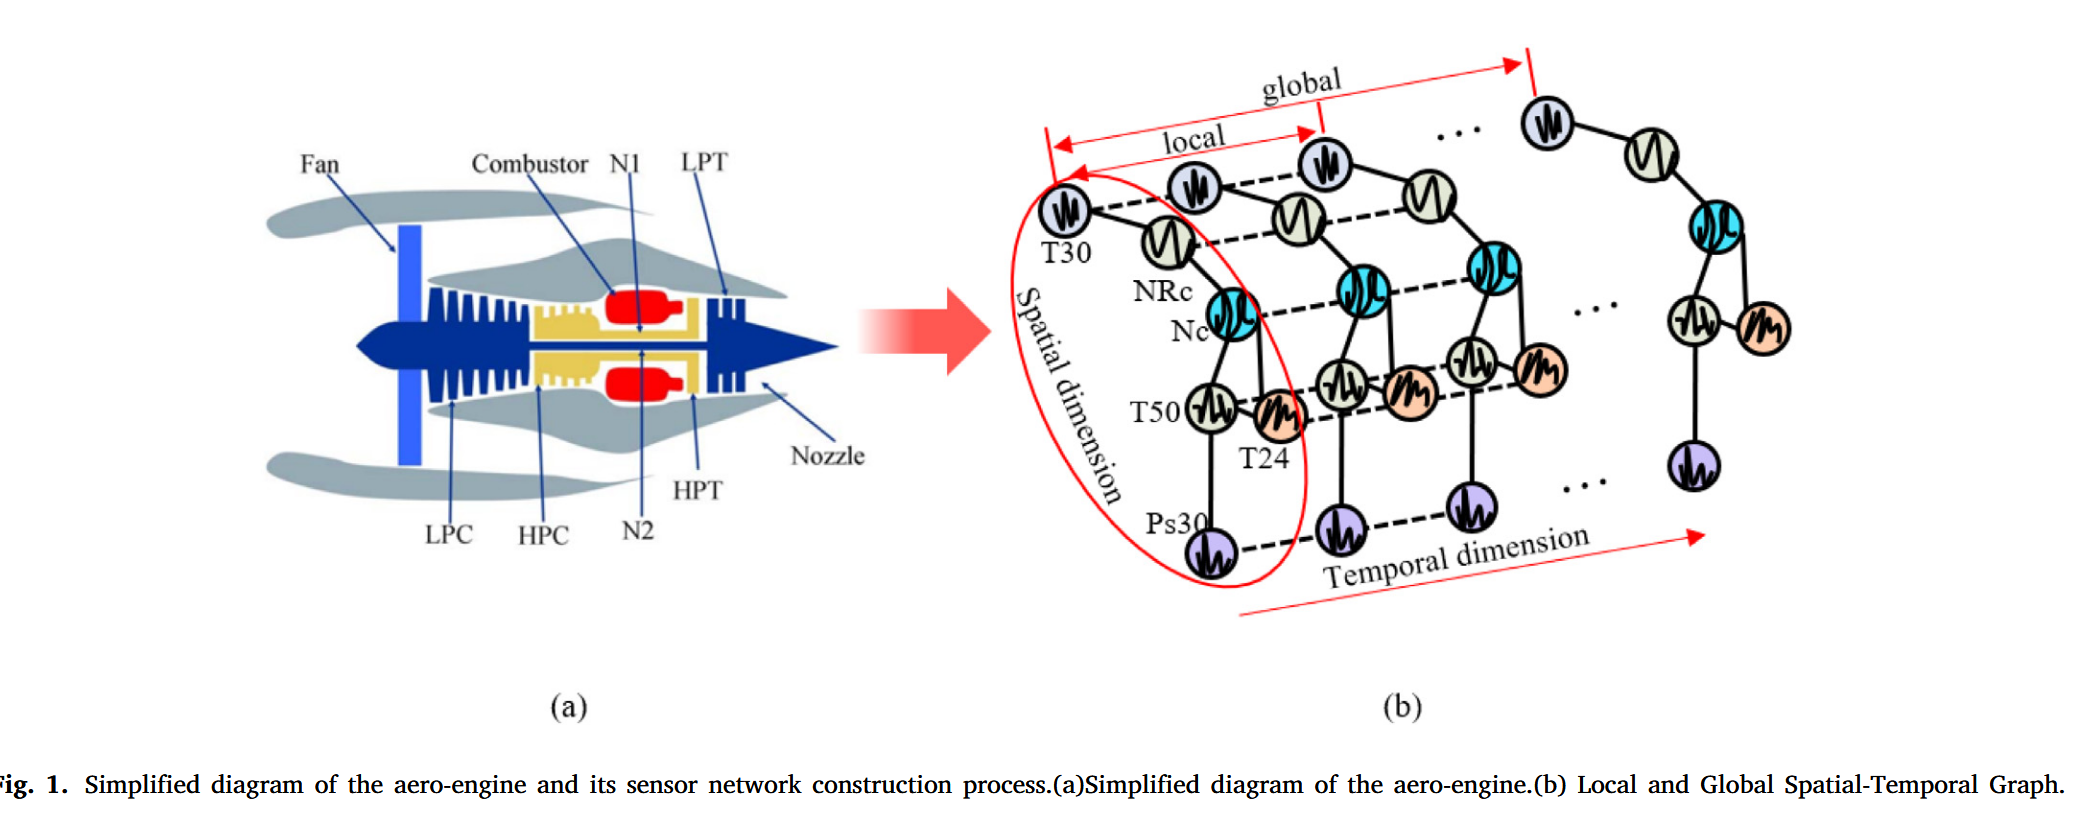 Fan
Combustor
N1
LPT
Nozzle
HPT
LPC
HPC
N2
(a)
global
local
T30
NRc
Nc
T50
T24
Ps30
Spatial dimension
Temporal dimension
(b)
ig. 1. Simplified diagram of the aero-engine and its sensor network construction process.(a)Simplified diagram of the aero-engine.(b) Local and Global Spatial-Temporal Graph.